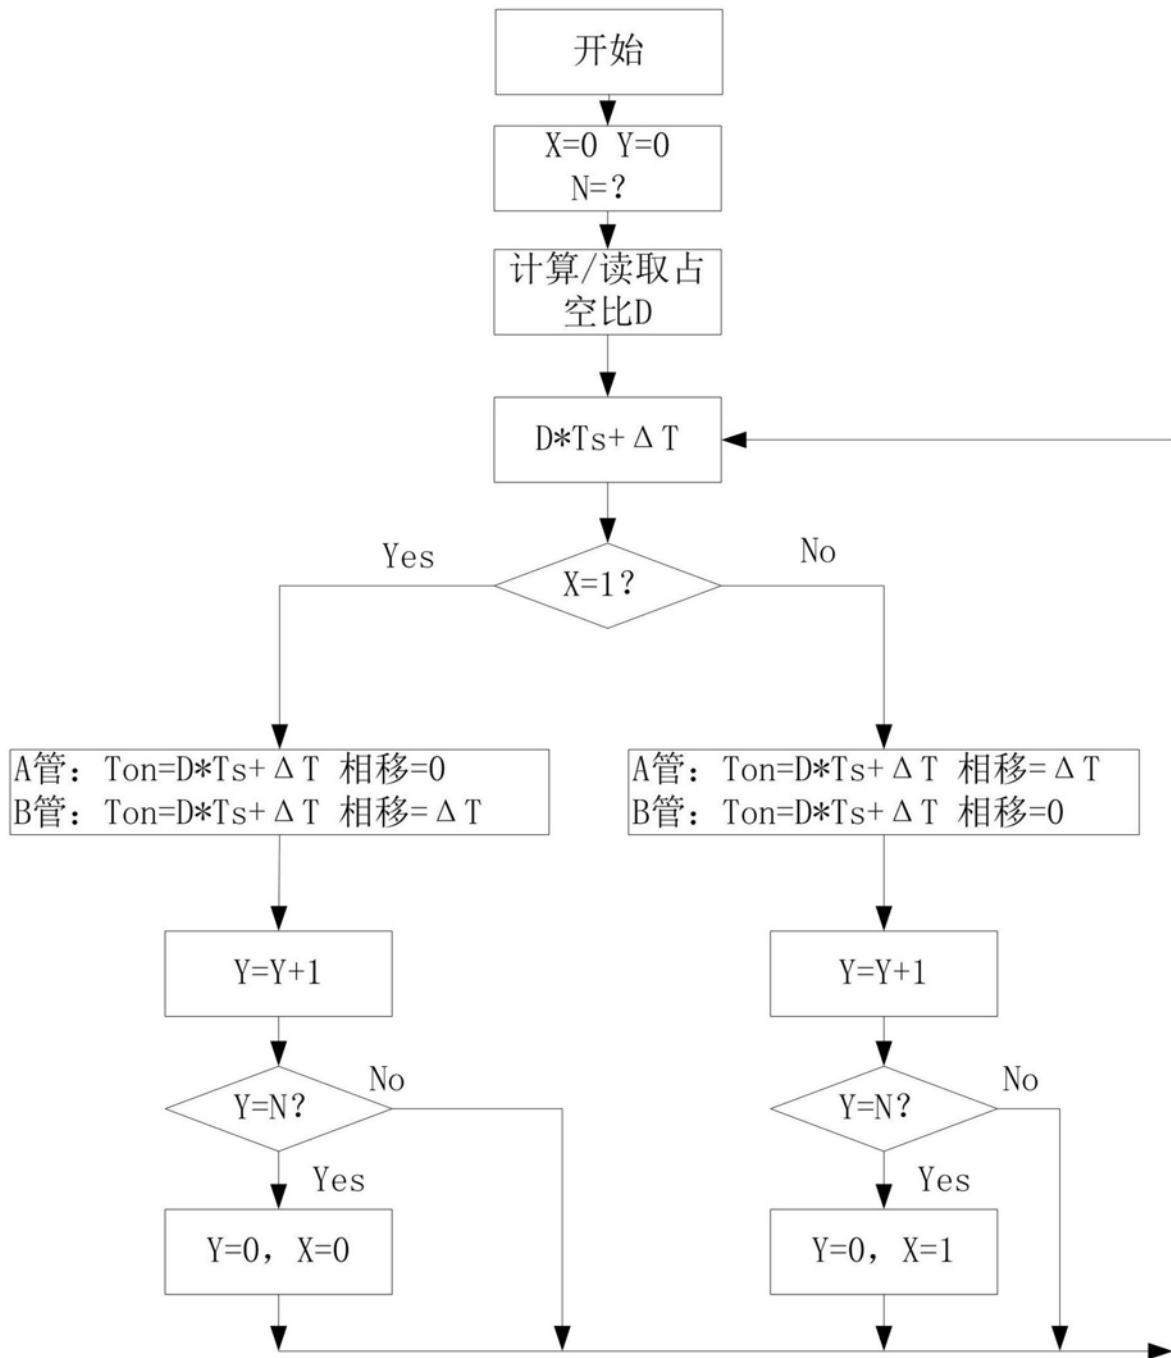 开始
X=0 Y=0
N=?
计算/读取占
空比D
D*Ts+ΔT
Yes
No
X=1?
A管: Ton=D*Ts+ΔT 相移=0
B管: Ton=D*Ts+ΔT 相移=ΔT
A管: Ton=D*Ts+ΔT 相移=ΔT
B管: Ton=D*Ts+ΔT 相移=0
Y=Y+1
Y=Y+1
No
No
Y=N?
Y=N?
Yes
Yes
Y=0, X=0
Y=0, X=1